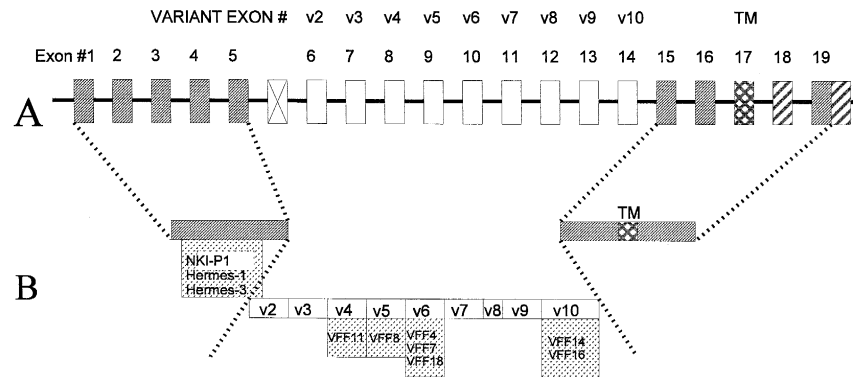 VARIANT EXON # v2 v3 v4 v5 v6 v7 v8 v9 v10 TM
Exon #1 2 3 4 5 6 7 8 9 10 11 12 13 14 15 16 17 18 19
A
TM
NKI-P1
Hermes-1
Hermes-3
B
v2 v3 v4 v5 v6 v7 v8 v9 v10
VFF11 VFF8 VFF4
VFF7
VFF18
VFF14
VFF16